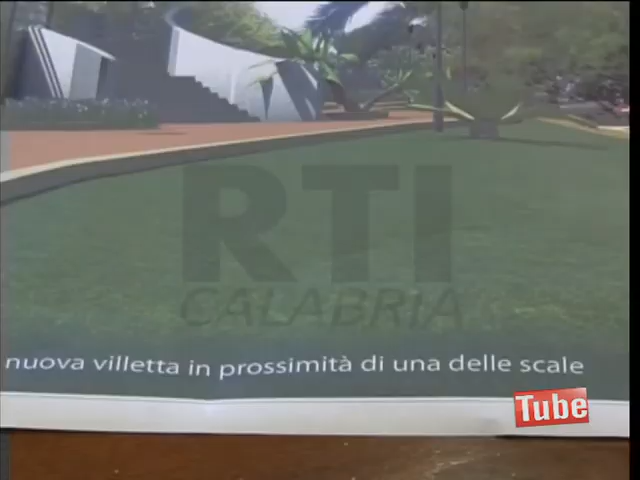 RTI
CALABRIA
nuova villetta in prossimità di una delle scale
Tube